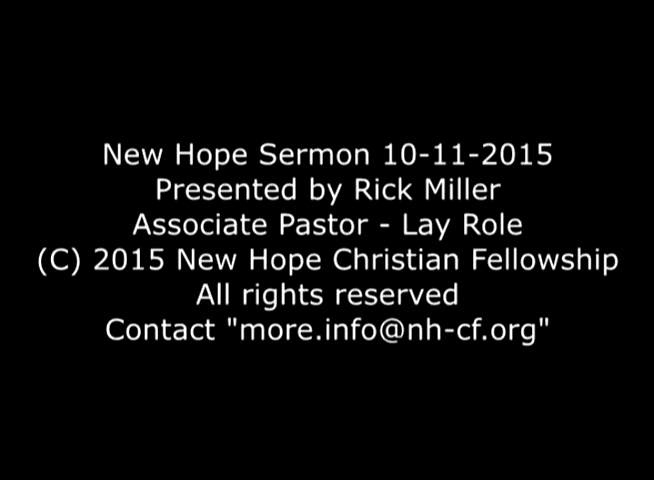 New Hope Sermon 10-11-2015
Presented by Rick Miller
Associate Pastor - Lay Role
(C) 2015 New Hope Christian Fellowship
All rights reserved
Contact "more.info@nh-cf.org"